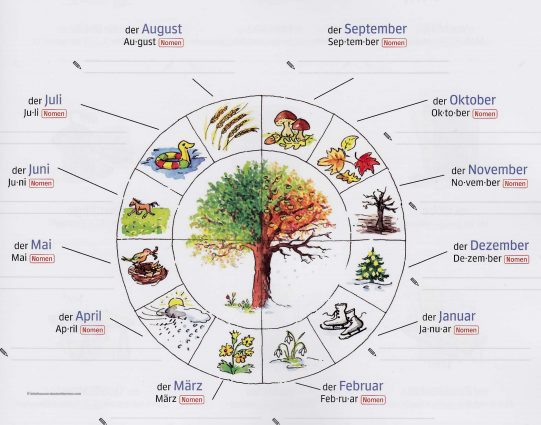 der August
Au·gust Nomen
der September
Sep·tem·ber Nomen
der Juli
Ju·li Nomen
der Oktober
Ok·to·ber Nomen
der Juni
Ju·ni Nomen
der November
No·vem·ber Nomen
der Mai
Mai Nomen
der Dezember
De·zem·ber Nomen
der April
Ap·ril Nomen
der Januar
Ja·nu·ar Nomen
der März
März Nomen
der Februar
Feb·ru·ar Nomen